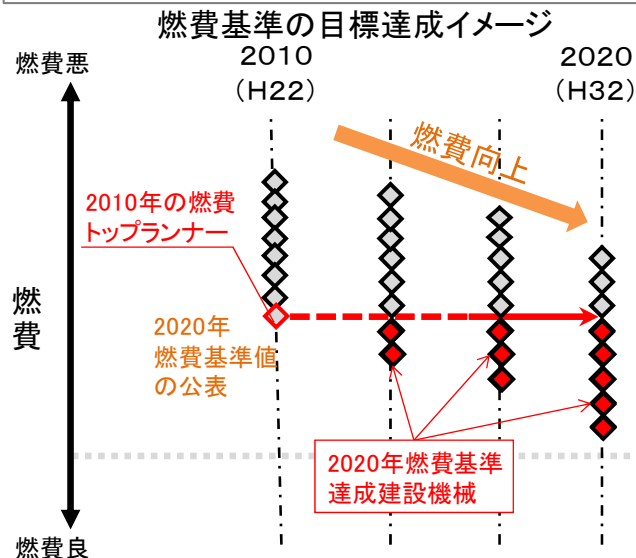 燃費基準の目標達成イメージ
燃費悪
2010
(H22)
2020
(H32)
燃費向上
2010年の燃費
トップランナー
燃費
2020年
燃費基準値
の公表
2020年燃費基準
達成建設機械
燃費良